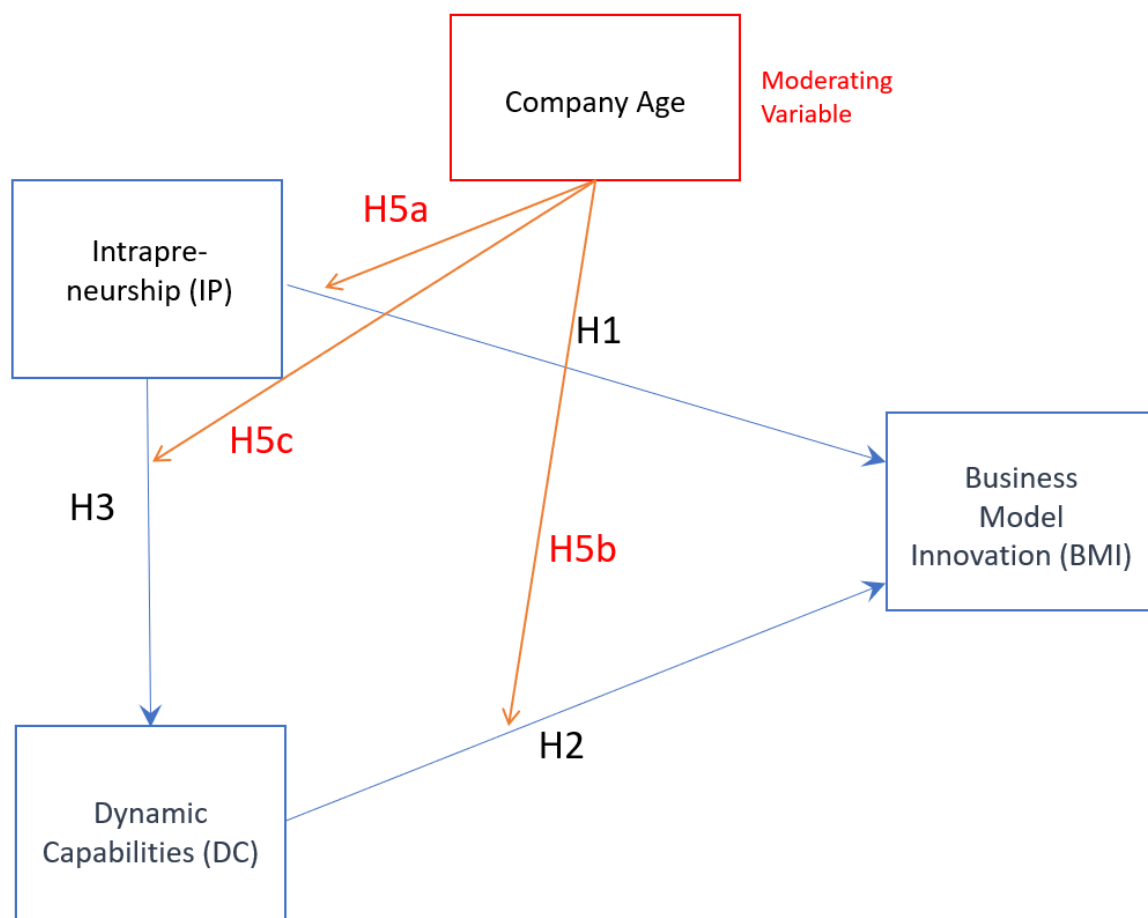 Company Age
Moderating
Variable
H5a
Intrapre-
neurship (IP)
H1
H5c
H3
Business
Model
Innovation (BMI)
H5b
H2
Dynamic
Capabilities (DC)